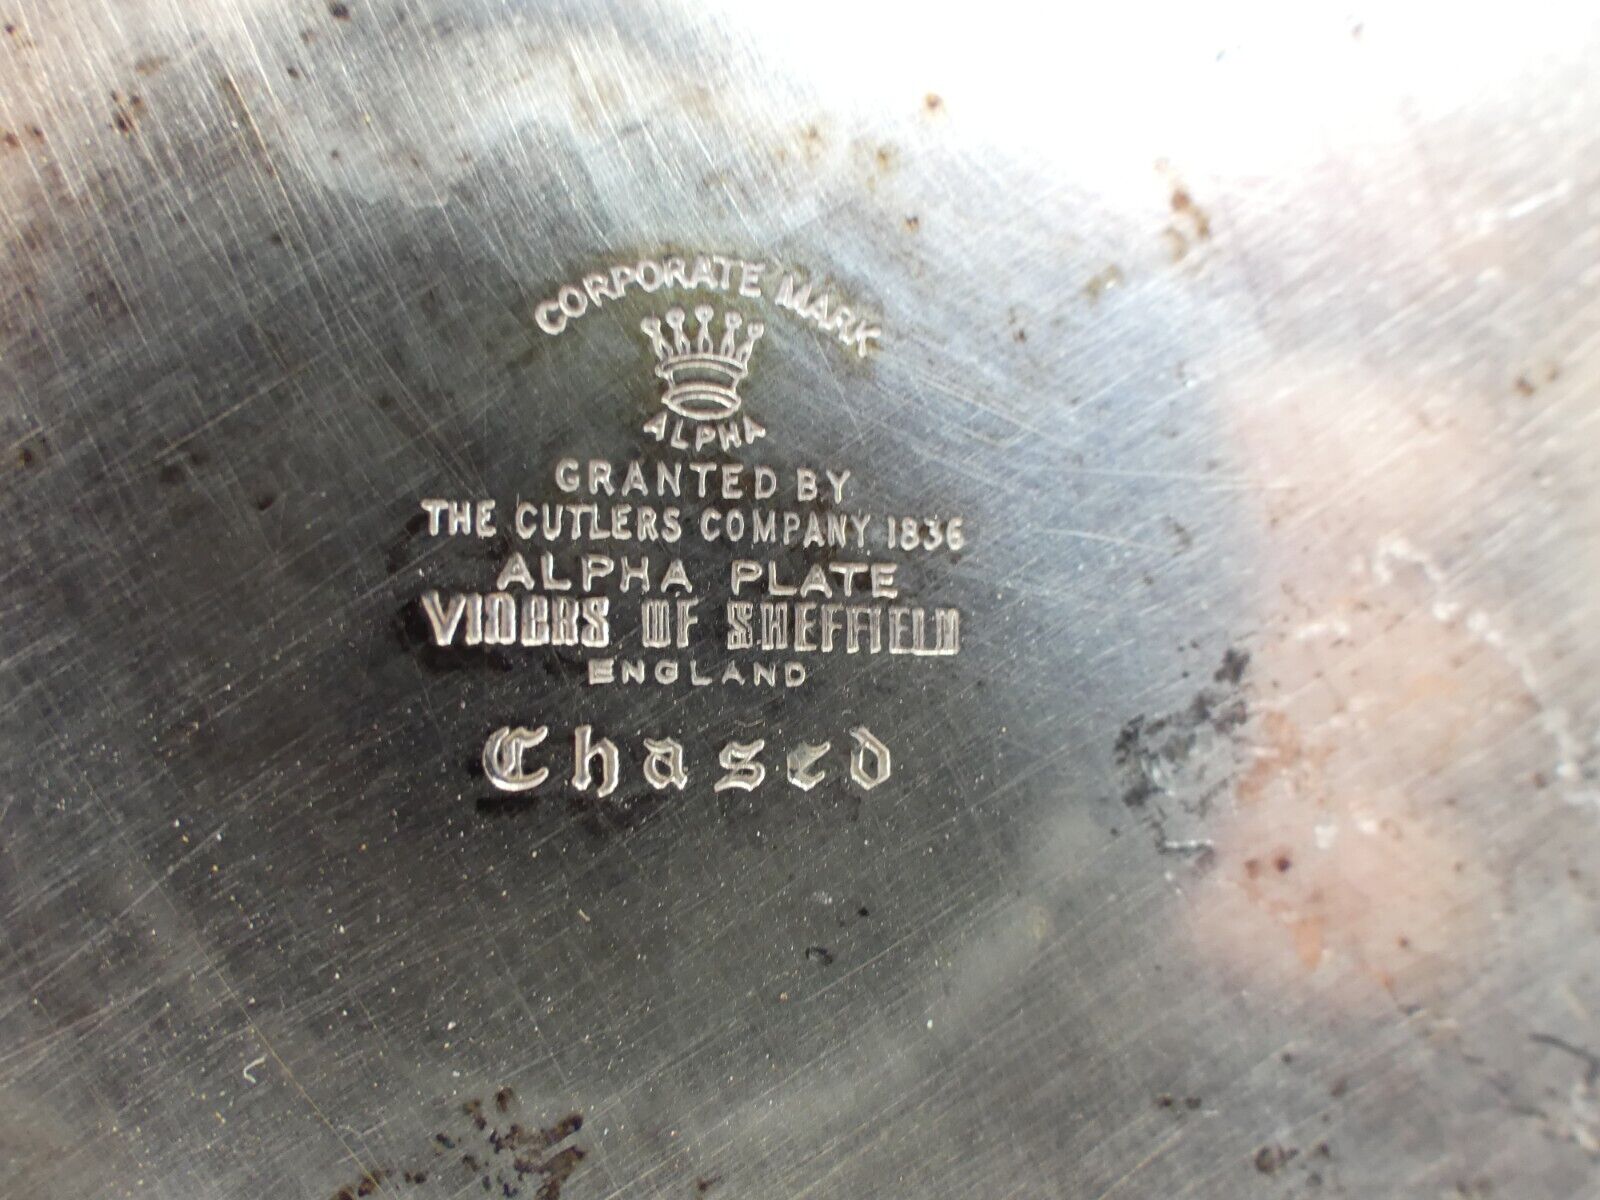 CORPORATE MARK
ALPHA
GRANTED BY
THE CUTLERS COMPANY 1836
ALPHA PLATE
VINERS OF SHEFFIELD
ENGLAND
Chased